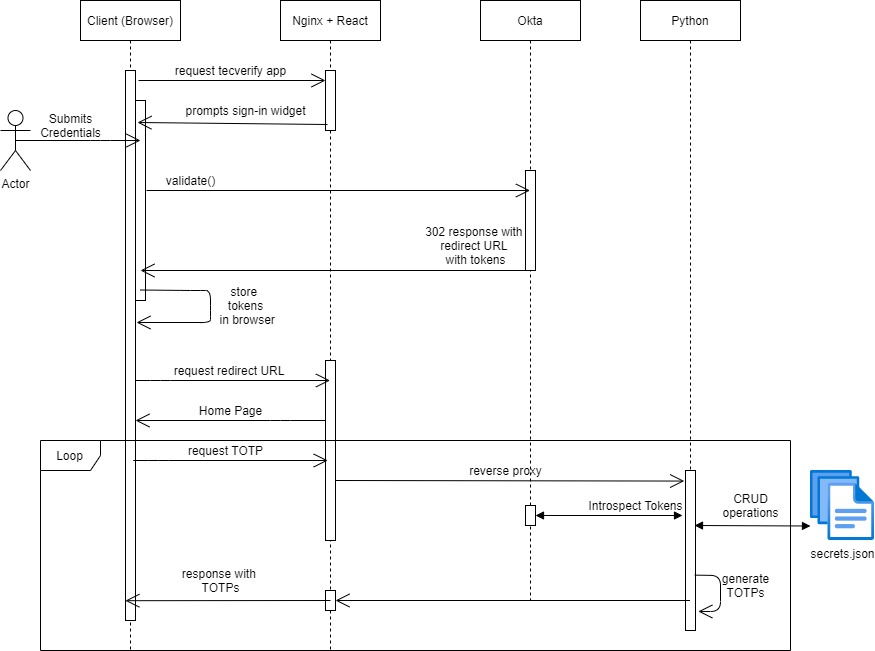 Client (Browser)
Nginx + React
Okta
Python
request tecverify app
prompts sign-in widget
Submits
Credentials
Actor
validate()
302 response with
redirect URL
with tokens
store
tokens
in browser
request redirect URL
Home Page
Loop
request TOTP
reverse proxy
Introspect Tokens
CRUD
operations
secrets.json
response with
TOTPs
generate
TOTPs